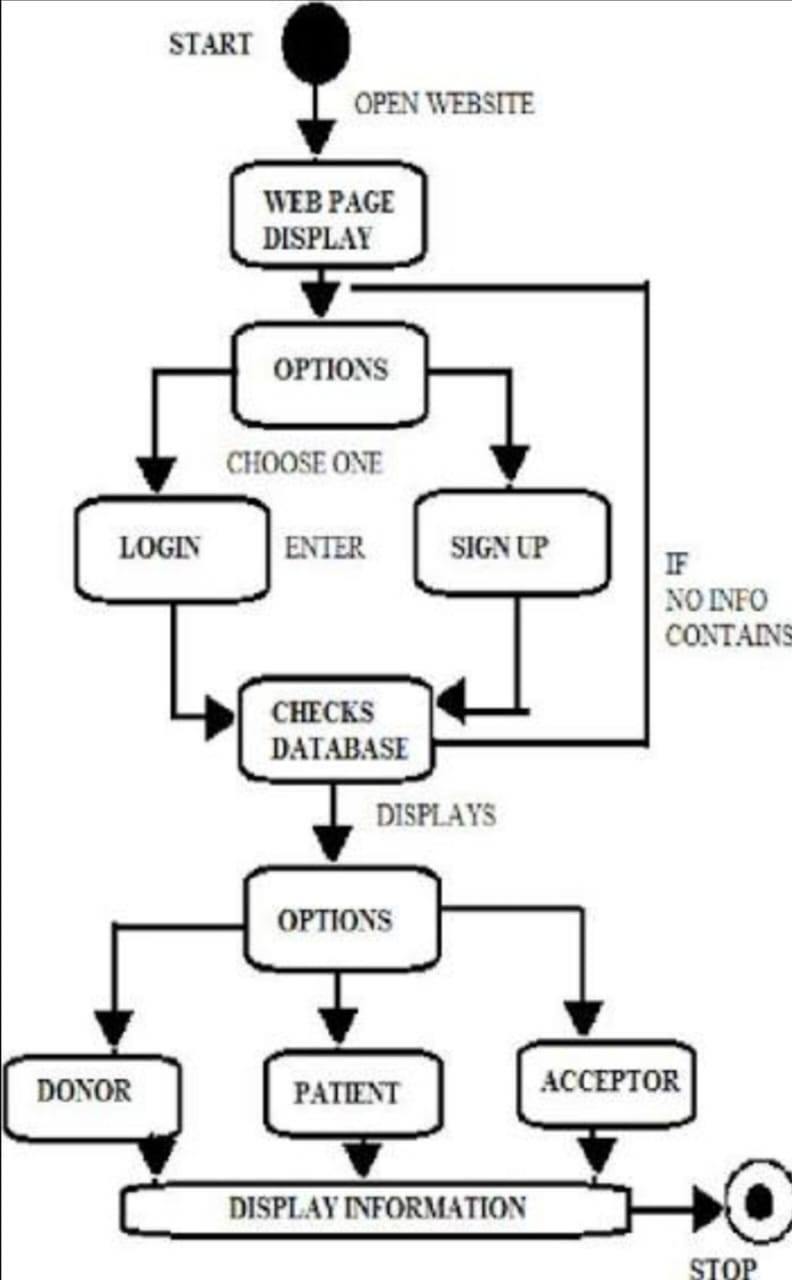 START
OPEN WEBSITE
WEB PAGE
DISPLAY
OPTIONS
CHOOSE ONE
LOGIN
ENTER
SIGN UP
IF
NO INFO
CONTAINS
CHECKS
DATABASE
DISPLAYS
OPTIONS
DONOR
PATIENT
ACCEPTOR
DISPLAY INFORMATION
STOP